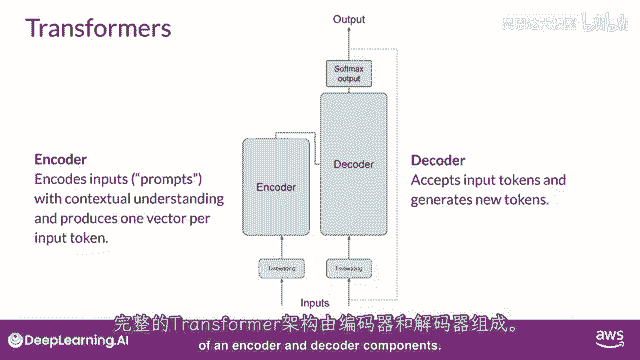 Transformers
Output
Softmax
output
Encoder
Encodes inputs ("prompts")
with contextual understanding
and produces one vector per
input token.
Encoder
Decoder
Decoder
Accepts input tokens and
generates new tokens.
Embedding
Embedding
Inputs
完整的Transformer架构由编码器和解码器组成。
of an encoder and decoder components.
DeepLearning.AI
aws